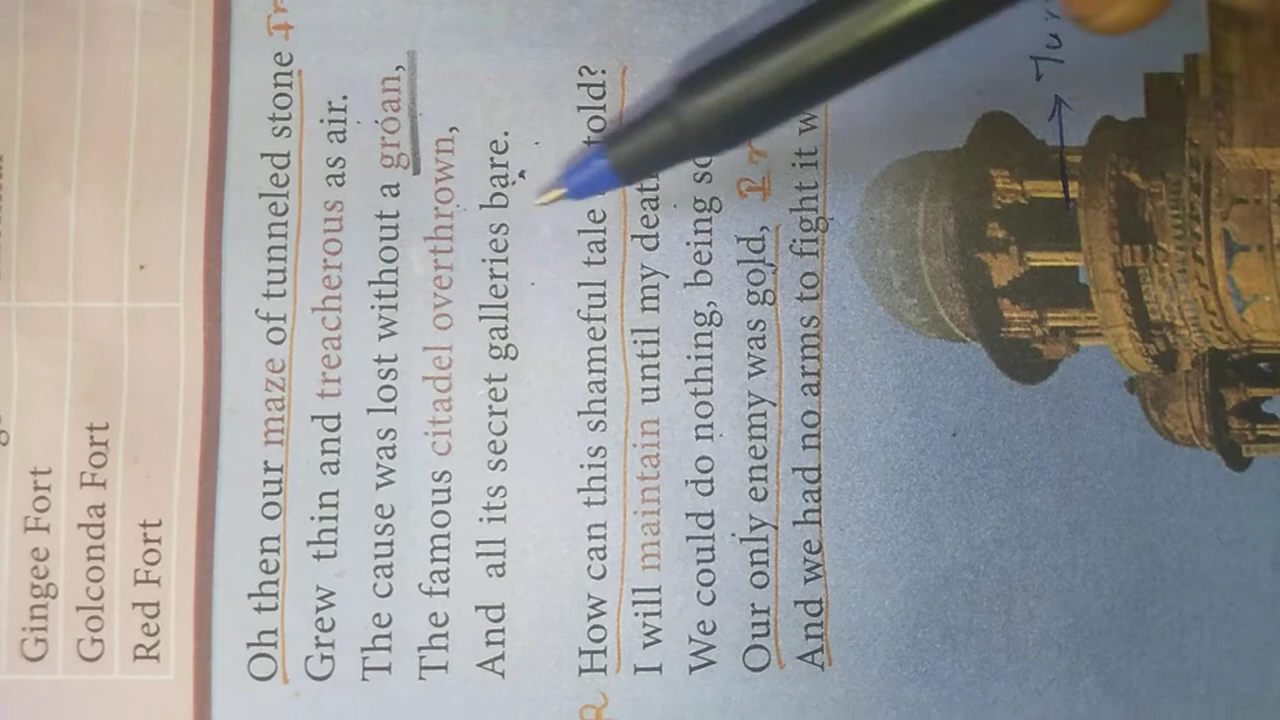 Gingee Fort
Golconda Fort
Red Fort
Oh then our maze of tunneled stone
Grew thin and treacherous as air.
The cause was lost without a groan,
The famous citadel overthrown,
And all its secret galleries bare.
How can this shameful tale told?
I will maintain until my
We could do nothing, being
Our only enemy was gold,
And we had no arms to fight it